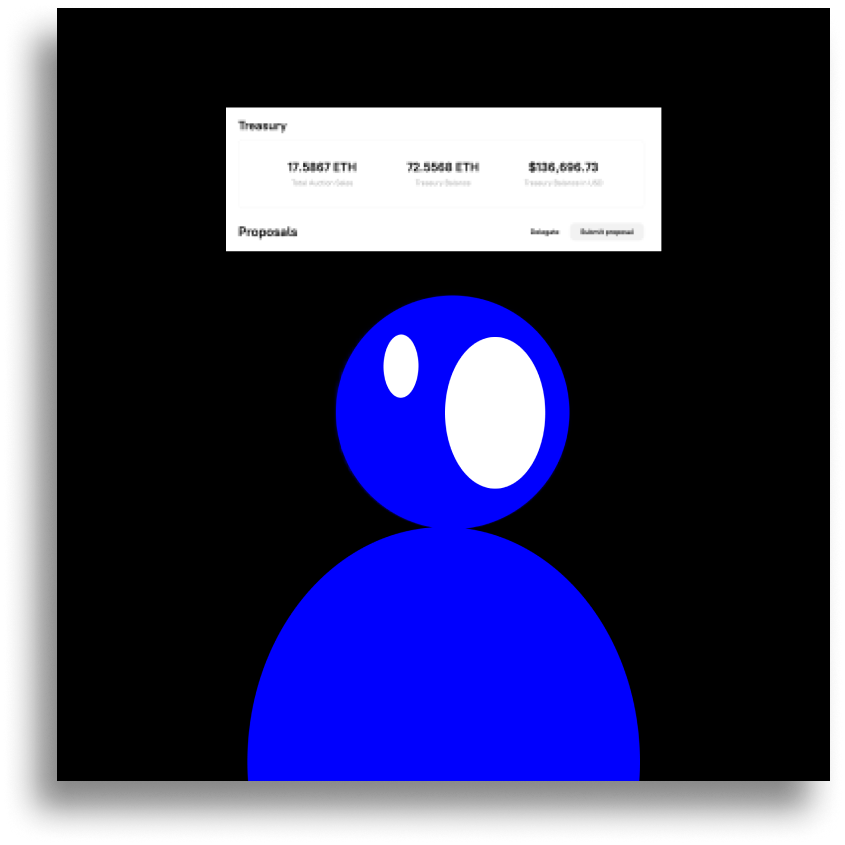 Treasury
17.5867 ETH 72.5568 ETH $136,696.73
Total Auction Sales Treasury Balance Treasury Balance in USD
Proposals Delegate Submit proposal